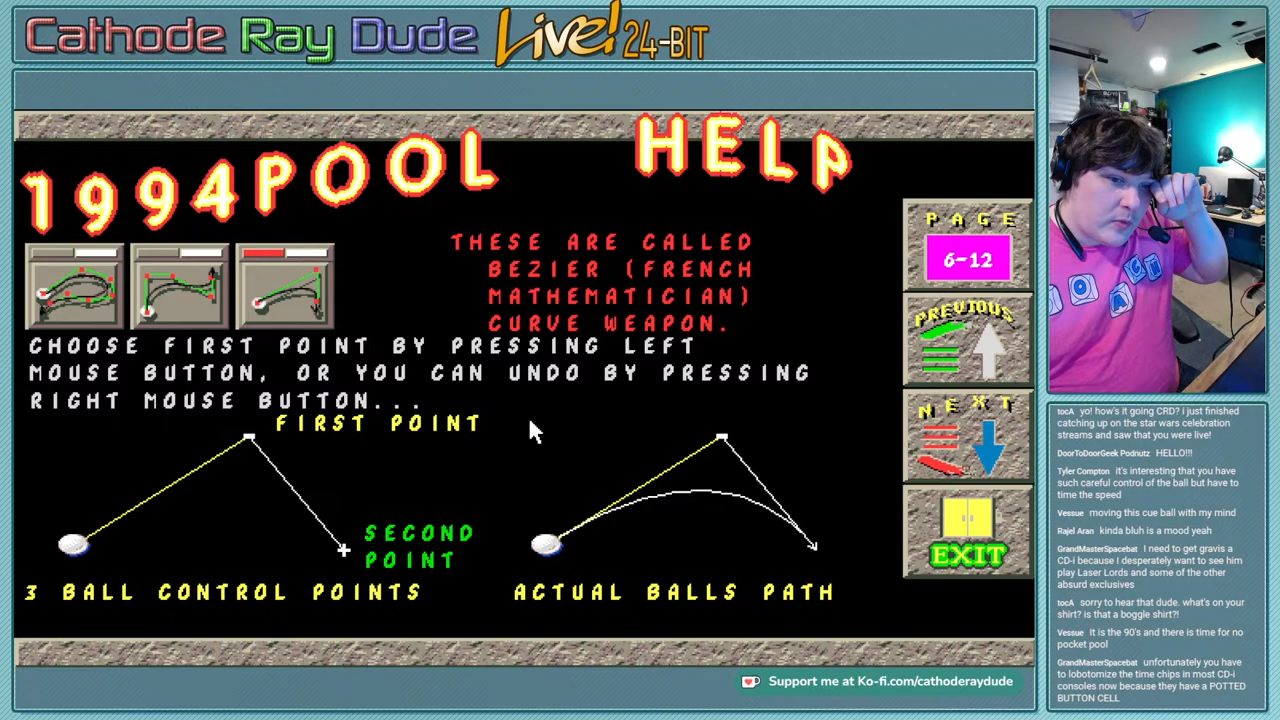 Cathode Ray Dude Live! 24-BIT
1994 POOL HELP
THESE ARE CALLED
BEZIER (FRENCH
MATHEMATICIAN)
CURVE WEAPON.
CHOOSE FIRST POINT BY PRESSING LEFT
MOUSE BUTTON, OR YOU CAN UNDO BY PRESSING
RIGHT MOUSE BUTTON...
FIRST POINT
SECOND
POINT
3 BALL CONTROL POINTS
ACTUAL BALLS PATH
PAGE
6-12
PREVIOUS
NEXT
EXIT
Support me at Ko-fi.com/cathoderaydude
tocA yo! how's it going CRD? i just finished
catching up on the star wars celebration
streams and saw that you were live!
DoorToDoorGeek Podnutz HELLO!!!
Tyler Compton it's interesting that you have
such careful control of the ball but have to
time the speed
Vessue moving this cue ball with my mind
Rajel Aran kinda bluh is a mood yeah
GrandMasterSpacebat I need to get gravis a
CD-i because I desperately want to see him
play Laser Lords and some of the other
absurd exclusives
tocA sorry to hear that dude. what's on your
shirt? is that a boggle shirt?!
Vessue It is the 90's and there is time for no
pocket pool
GrandMasterSpacebat unfortunately you have
to lobotomize the time chips in most CD-i
consoles now because they have a POTTED
BUTTON CELL